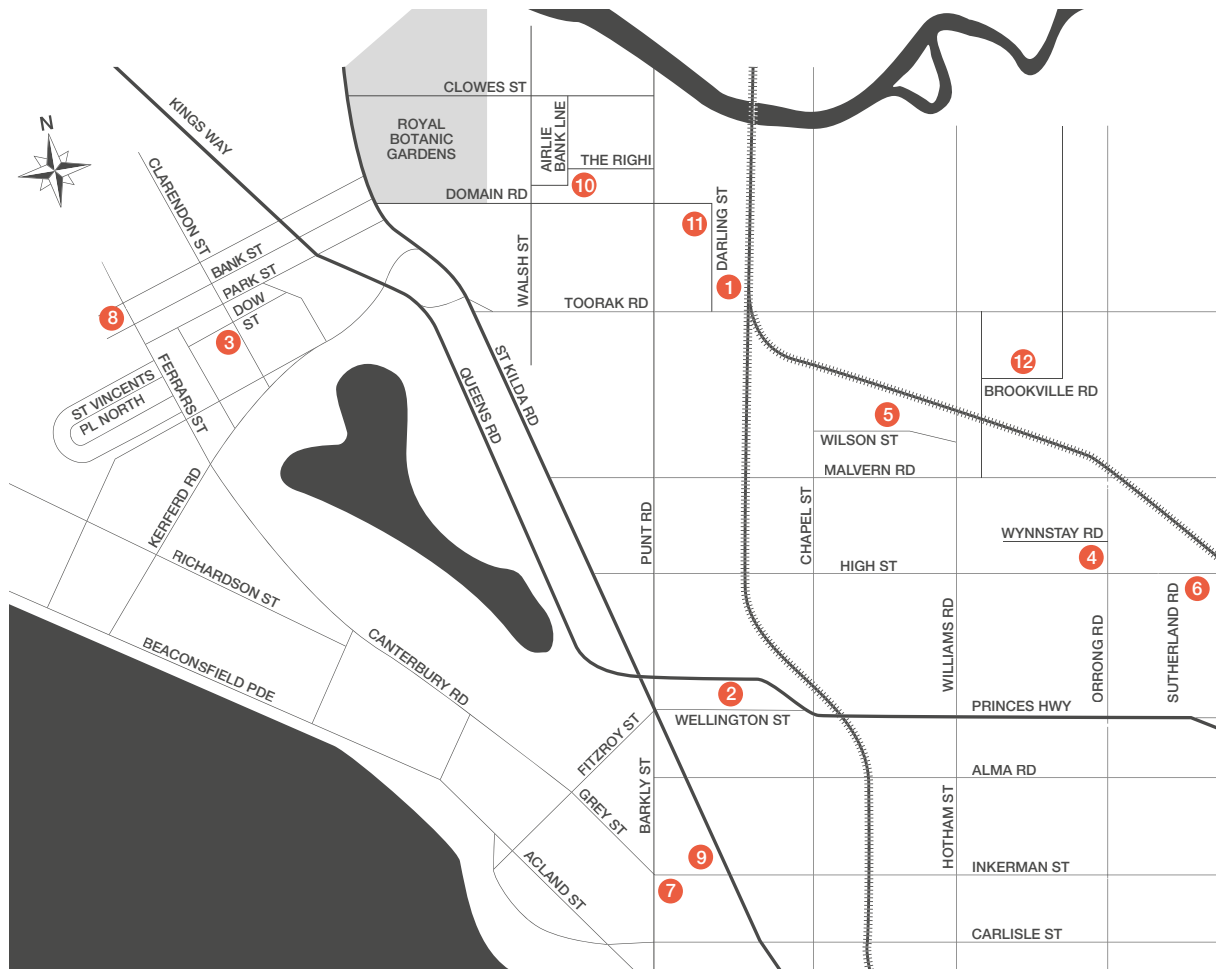 CLOWES ST
KINGS WAY
ROYAL
BOTANIC
GARDENS
AIRLIE
BANK LNE
N
THE RIGHI
CLARENDON ST
10
DOMAIN RD
11
DARLING ST
BANK ST
WALSH ST
PARK ST
1
DOW
ST
TOORAK RD
8
3
FERRARS ST
ST KILDA RD
12
QUEENS RD
BROOKVILLE RD
ST VINCENTS
PL NORTH
5
WILSON ST
MALVERN RD
KERFERD RD
PUNT RD
CHAPEL ST
WYNNSTAY RD
4
RICHARDSON ST
HIGH ST
6
WILLIAMS RD
ORRONG RD
SUTHERLAND RD
BEACONSFIELD PDE
CANTERBURY RD
2
PRINCES HWY
WELLINGTON ST
FITZROY ST
ALMA RD
BARKLY ST
GREY ST
HOTHAM ST
9
ACLAND ST
7
INKERMAN ST
CARLISLE ST